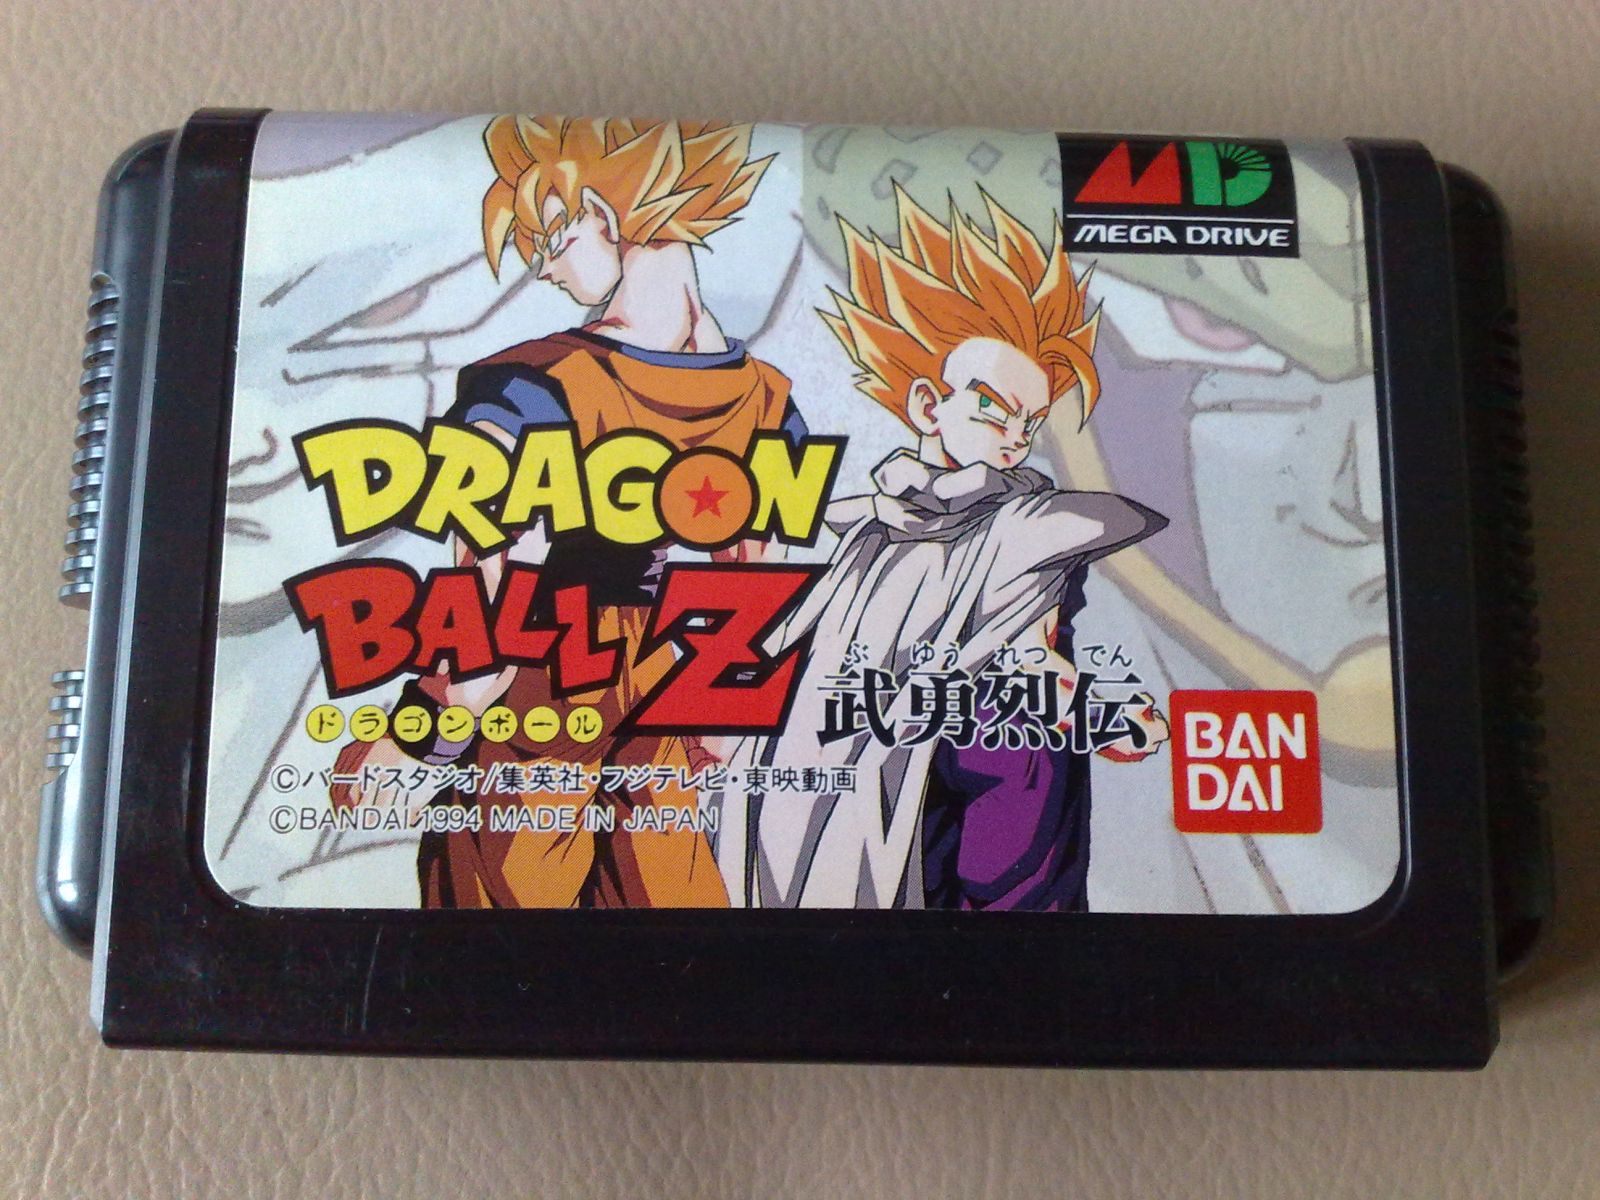 MD
MEGA DRIVE
DRAGON
BALL Z
ドラゴンボール
ぶ ゆう れつ でん
武勇烈伝
BAN
DAI
©バードスタジオ/集英社・フジテレビ・東映動画
©BANDAI 1994 MADE IN JAPAN